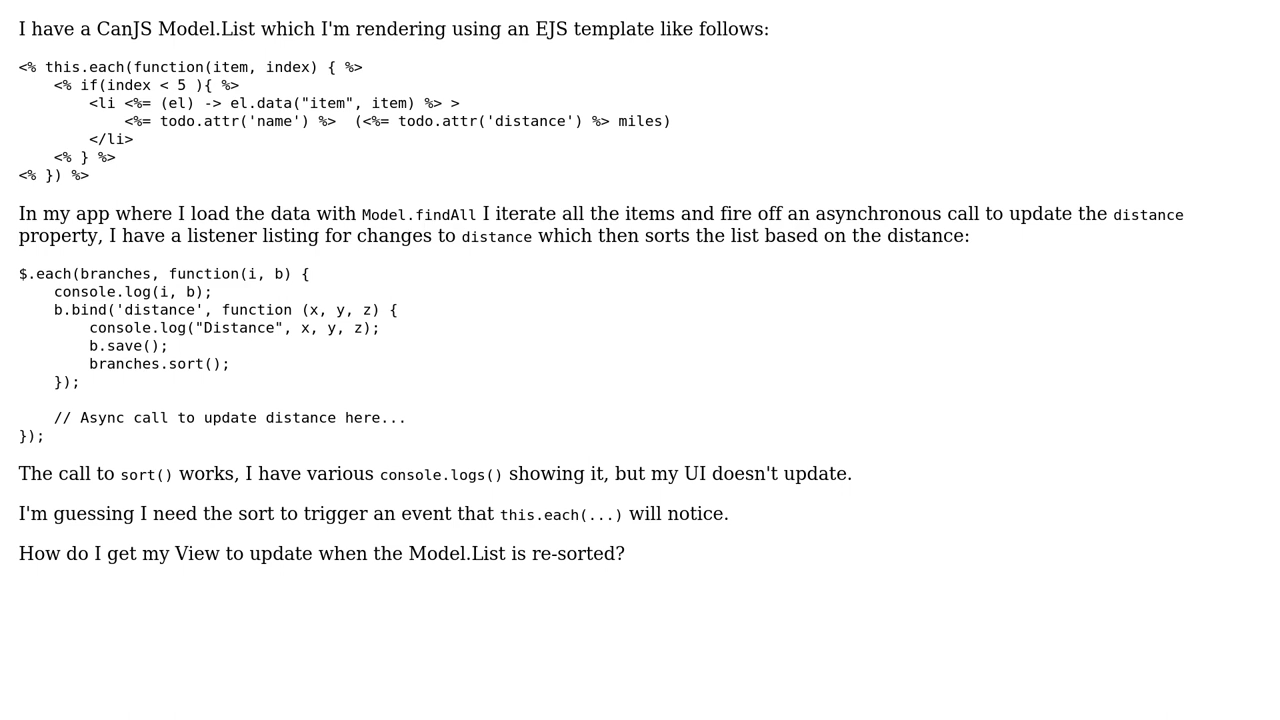 I have a CanJS Model.List which I'm rendering using an EJS template like follows:
<% this.each(function(item, index) { %>
    <% if(index < 5 ){ %>
        <li <%= (el) -> el.data("item", item) %> >
            <%= todo.attr('name') %>  (<%= todo.attr('distance') %> miles)
        </li>
    <% } %>
<% }) %>
In my app where I load the data with Model.findAll I iterate all the items and fire off an asynchronous call to update the distance
property, I have a listener listing for changes to distance which then sorts the list based on the distance:
$.each(branches, function(i, b) {
    console.log(i, b);
    b.bind('distance', function (x, y, z) {
        console.log("Distance", x, y, z);
        b.save();
        branches.sort();
    });
    // Async call to update distance here...
});
The call to sort() works, I have various console.logs() showing it, but my UI doesn't update.
I'm guessing I need the sort to trigger an event that this.each(...) will notice.
How do I get my View to update when the Model.List is re-sorted?